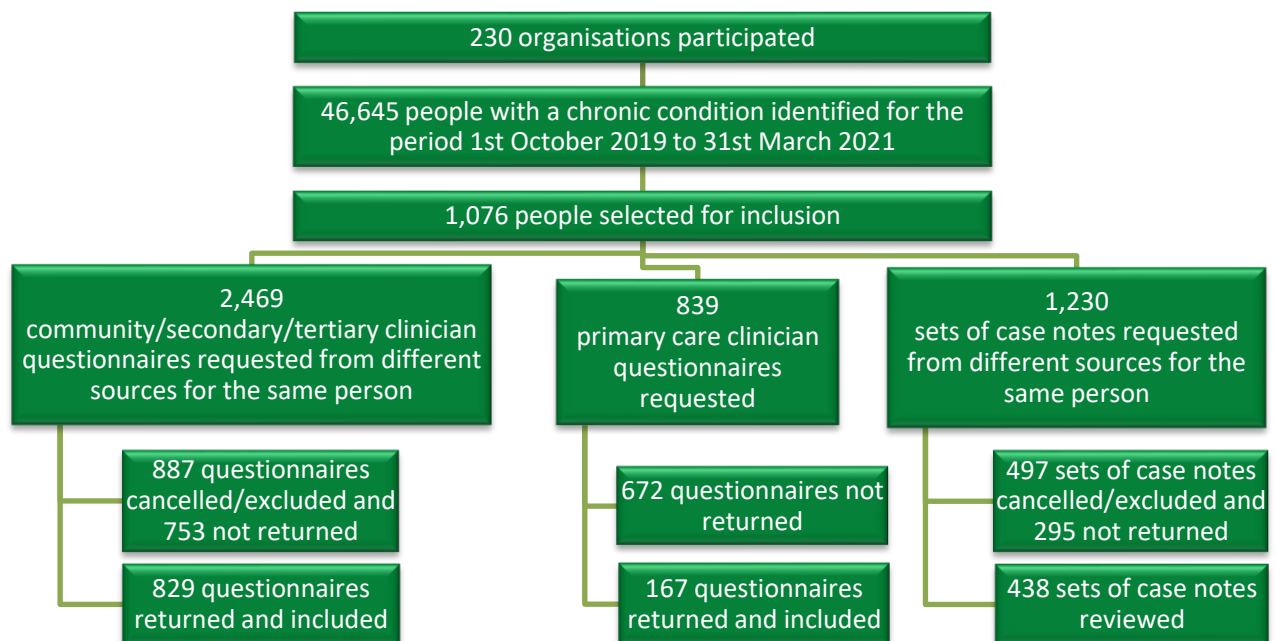 230 organisations participated
46,645 people with a chronic condition identified for the
period 1st October 2019 to 31st March 2021
1,076 people selected for inclusion
2,469
community/secondary/tertiary clinician
questionnaires requested from different
sources for the same person
887 questionnaires
cancelled/excluded and
753 not returned
829 questionnaires
returned and included
839
primary care clinician
questionnaires
requested
672 questionnaires not
returned
167 questionnaires
returned and included
1,230
sets of case notes requested
from different sources for the
same person
497 sets of case notes
cancelled/excluded and
295 not returned
438 sets of case notes
reviewed